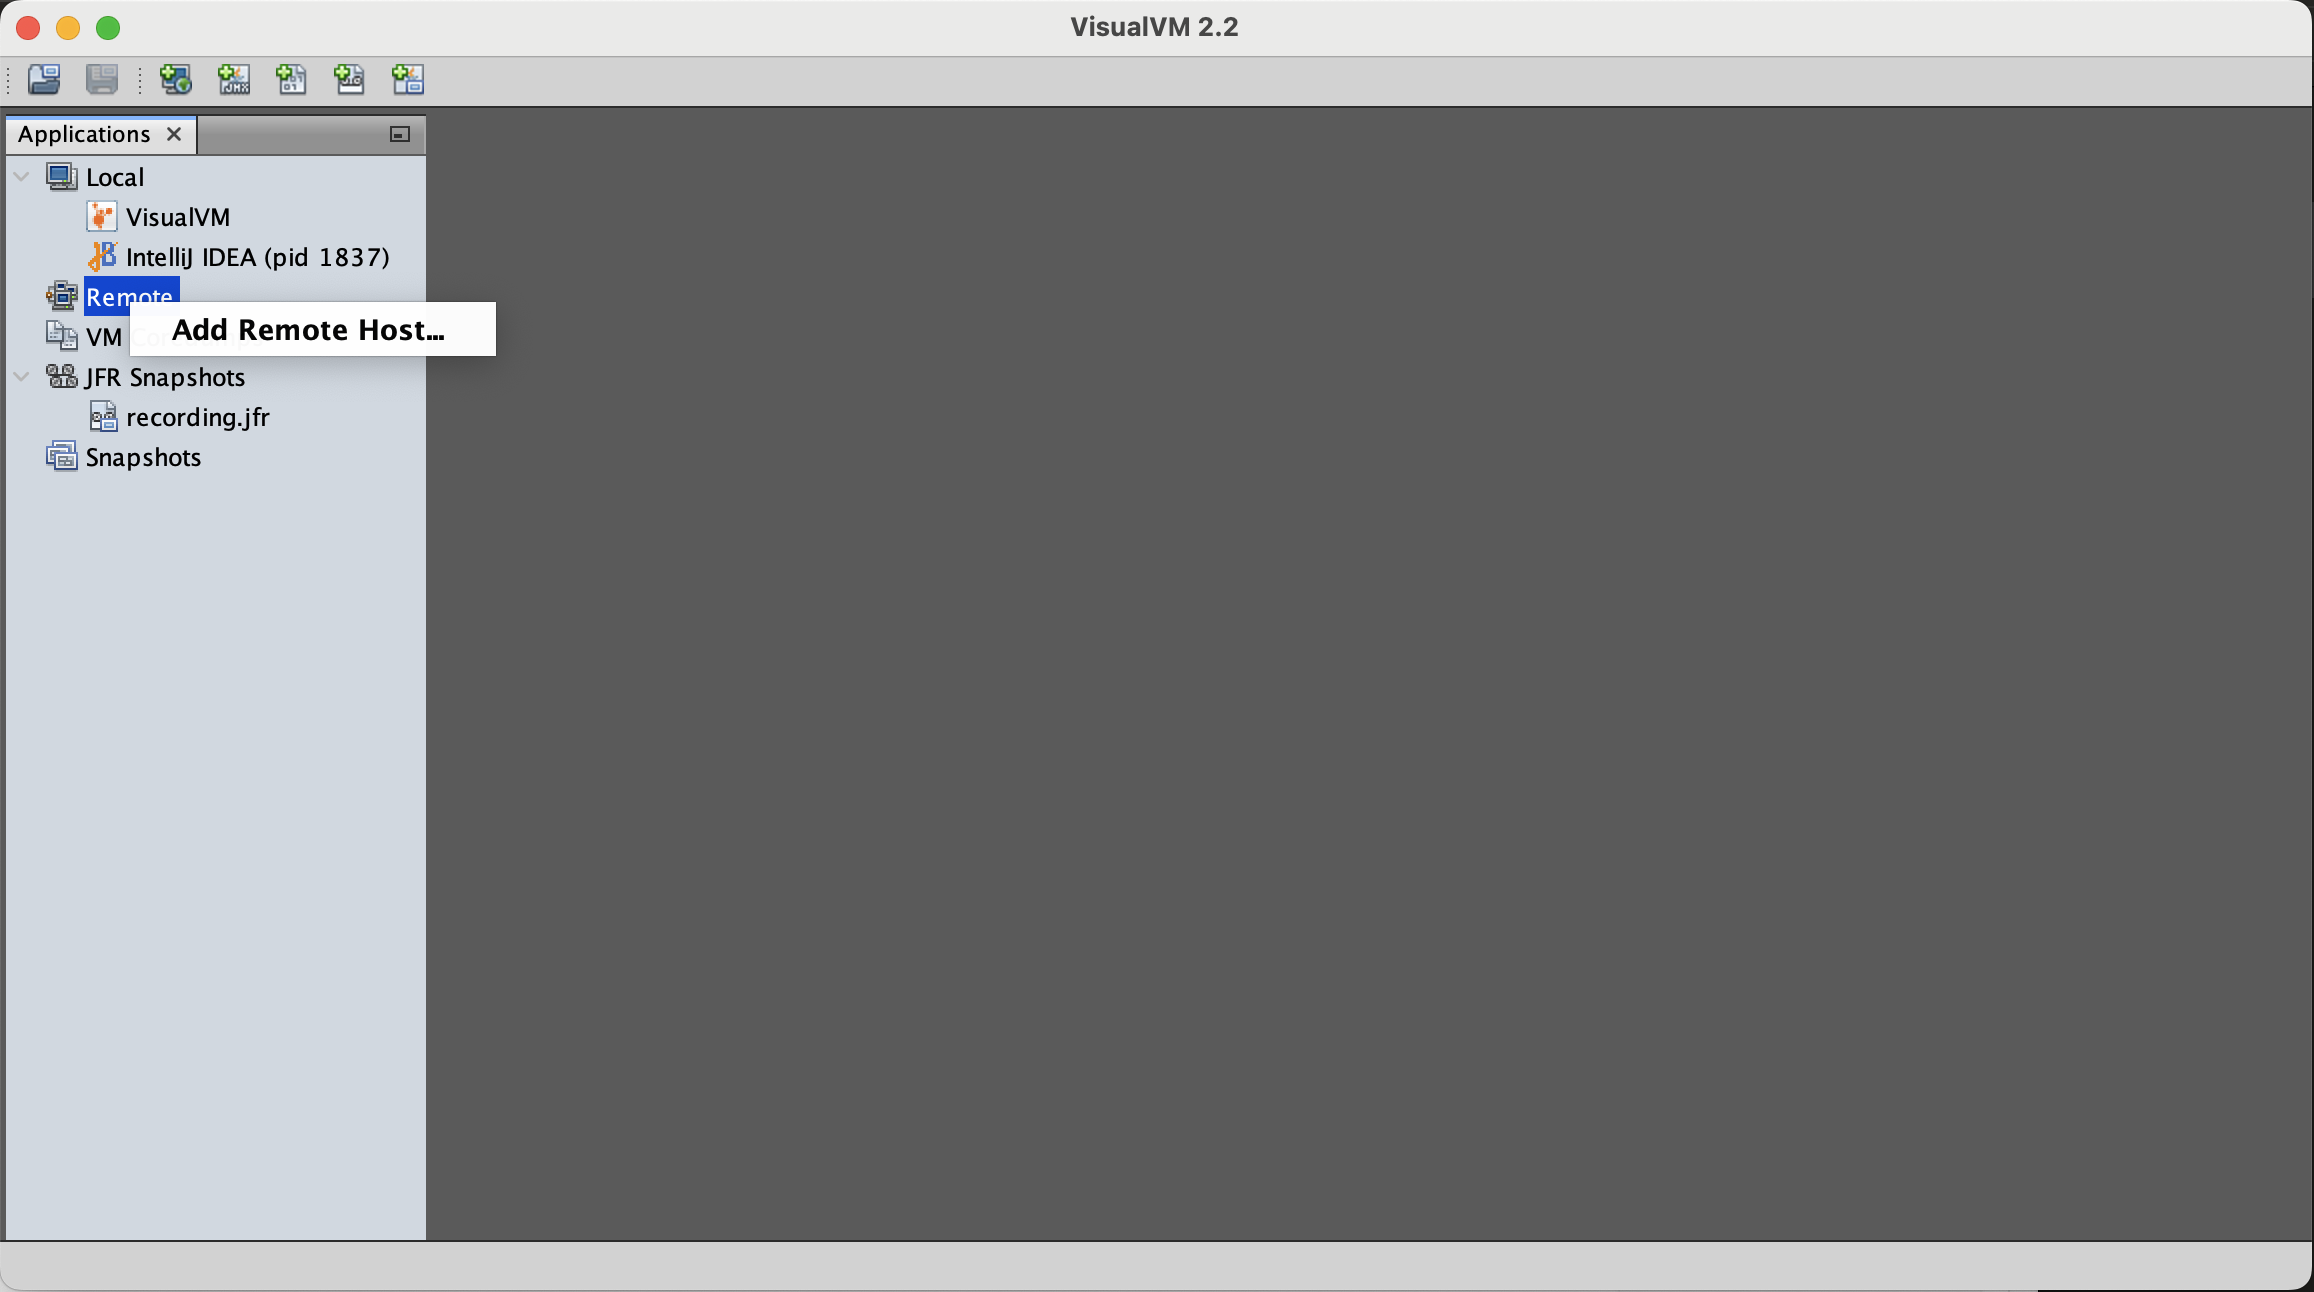 VisualVM 2.2
Applications
Local
VisualVM
IntelliJ IDEA (pid 1837)
Remote
Add Remote Host...
VM
JFR Snapshots
recording.jfr
Snapshots